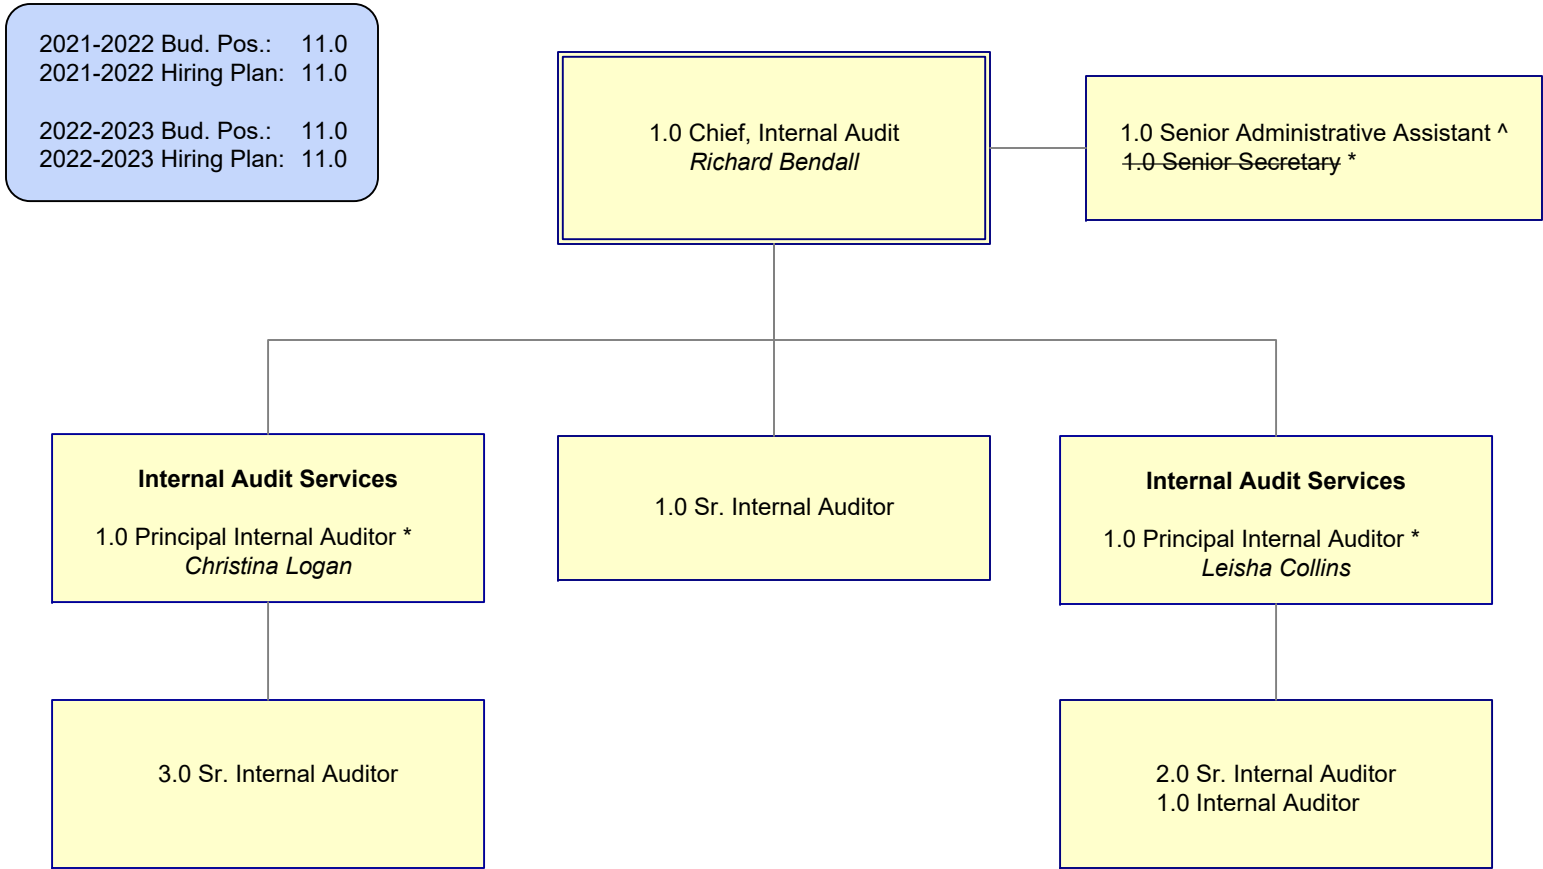 2021-2022 Bud. Pos.: 11.0
2021-2022 Hiring Plan: 11.0
2022-2023 Bud. Pos.: 11.0
2022-2023 Hiring Plan: 11.0
1.0 Chief, Internal Audit
Richard Bendall
1.0 Senior Administrative Assistant ^
1.0 Senior Secretary *
Internal Audit Services
1.0 Principal Internal Auditor *
Christina Logan
1.0 Sr. Internal Auditor
Internal Audit Services
1.0 Principal Internal Auditor *
Leisha Collins
3.0 Sr. Internal Auditor
2.0 Sr. Internal Auditor
1.0 Internal Auditor